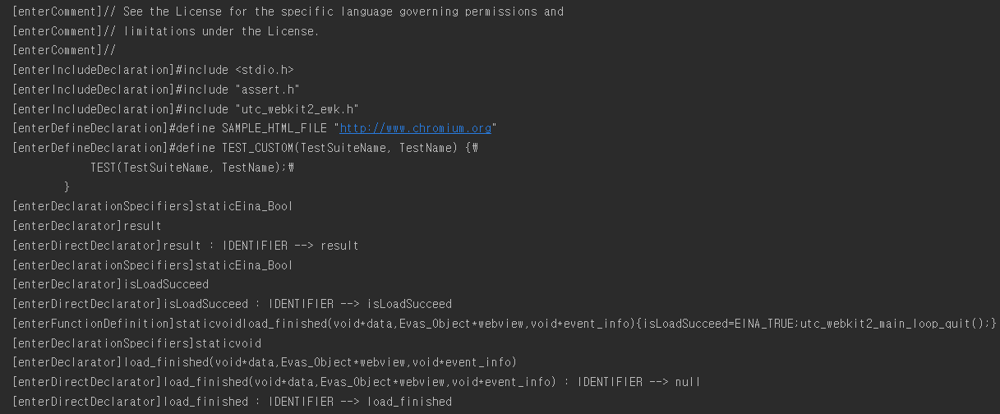 [enterComment]// See the License for the specific language governing permissions and
[enterComment]// limitations under the License.
[enterComment]//
[enterIncludeDeclaration]#include <stdio.h>
[enterIncludeDeclaration]#include "assert.h"
[enterIncludeDeclaration]#include "utc_webkit2_ewk.h"
[enterDefineDeclaration]#define SAMPLE_HTML_FILE "http://www.chromium.org"
[enterDefineDeclaration]#define TEST_CUSTOM(TestSuiteName, TestName) {₩
TEST(TestSuiteName, TestName);₩
}
[enterDeclarationSpecifiers]staticEina_Bool
[enterDeclarator]result
[enterDirectDeclarator]result : IDENTIFIER --> result
[enterDeclarationSpecifiers]staticEina_Bool
[enterDeclarator]isLoadSucceed
[enterDirectDeclarator]isLoadSucceed : IDENTIFIER --> isLoadSucceed
[enterFunctionDefinition]staticvoidload_finished(void*data,Evas_Object*webview,void*event_info){isLoadSucceed=EINA_TRUE;utc_webkit2_main_loop_quit();}
[enterDeclarationSpecifiers]staticvoid
[enterDeclarator]load_finished(void*data,Evas_Object*webview,void*event_info)
[enterDirectDeclarator]load_finished(void*data,Evas_Object*webview,void*event_info) : IDENTIFIER --> null
[enterDirectDeclarator]load_finished : IDENTIFIER --> load_finished